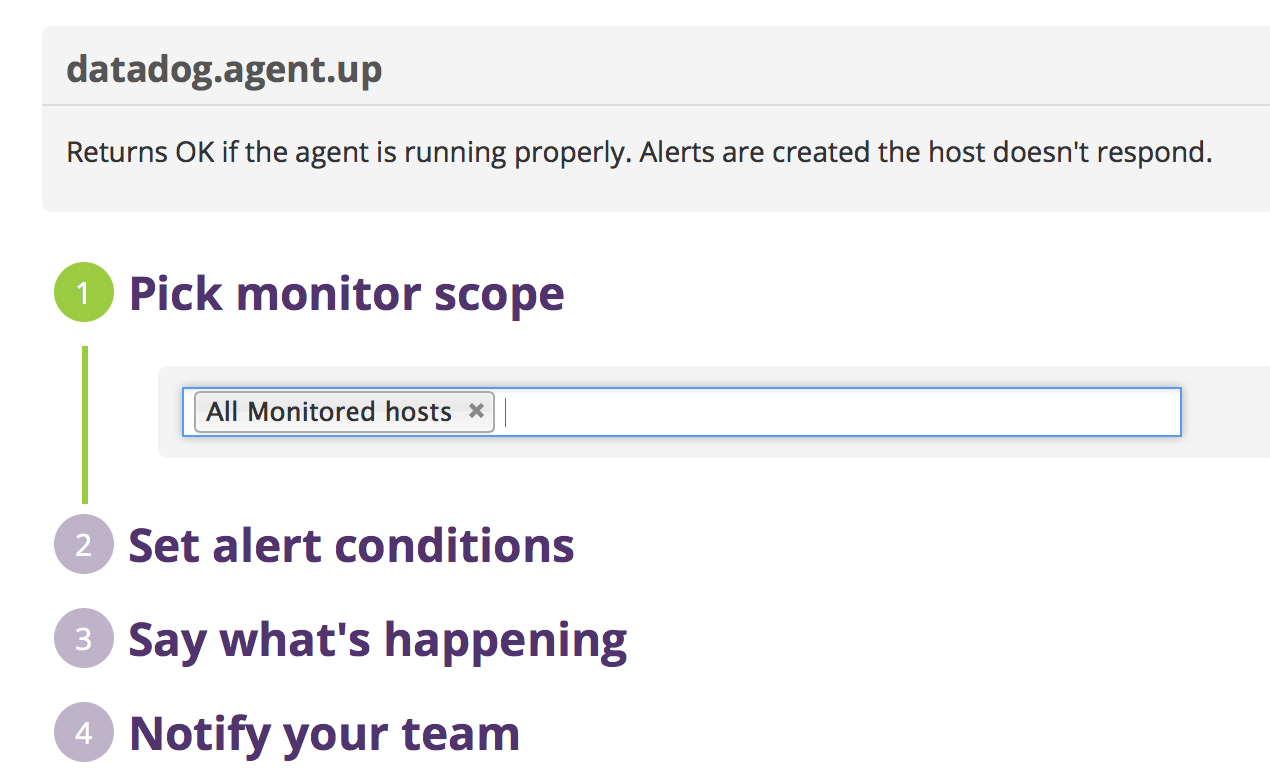 datadog.agent.up
Returns OK if the agent is running properly. Alerts are created the host doesn't respond.
1 Pick monitor scope
All Monitored hosts ✖
2 Set alert conditions
3 Say what's happening
4 Notify your team